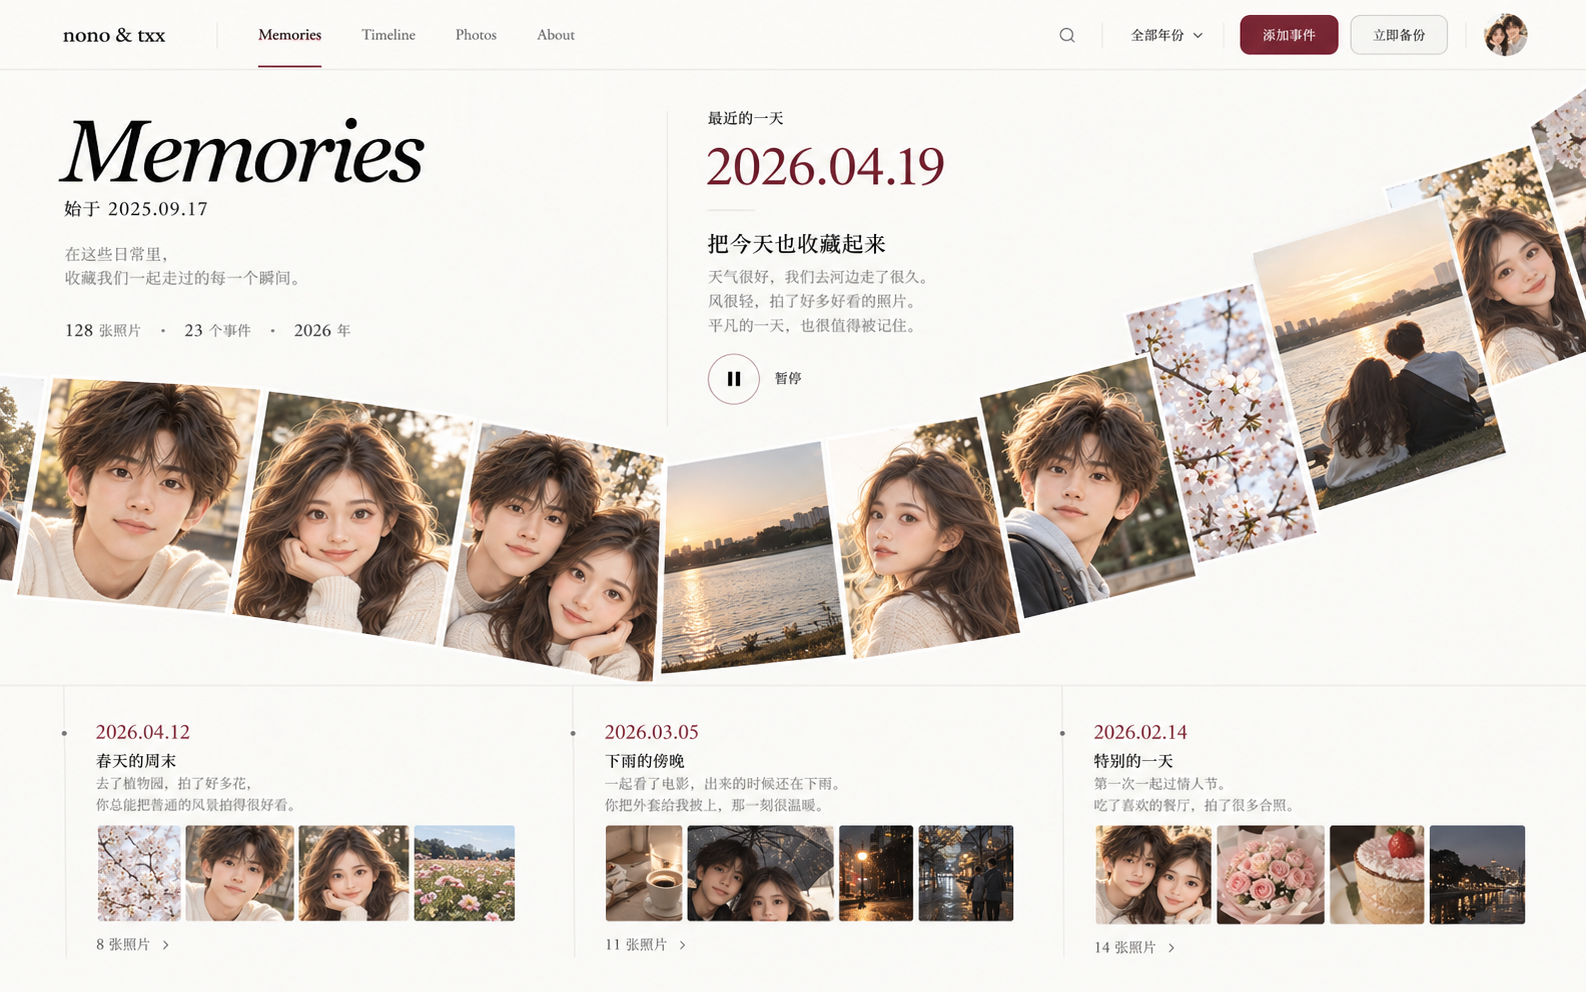 nono & txx
Memories
Timeline
Photos
About
全部年份
添加事件
立即备份
Memories
始于 2025.09.17
在这些日常里，
收藏我们一起走过的每一个瞬间。
128 张照片 • 23 个事件 • 2026 年
最近的一天
2026.04.19
把今天也收藏起来
天气很好，我们去河边走了很久。
风很轻，拍了好多好看的照片。
平凡的一天，也很值得被记住。
暂停
2026.04.12
春天的周末
去了植物园，拍了好多花，
你总能把普通的风景拍得很好看。
8 张照片
2026.03.05
下雨的傍晚
一起看了电影，出来的时候还在下雨。
你把外套给我披上，那一刻很温暖。
11 张照片
2026.02.14
特别的一天
第一次一起过情人节。
吃了喜欢的餐厅，拍了很多合照。
14 张照片